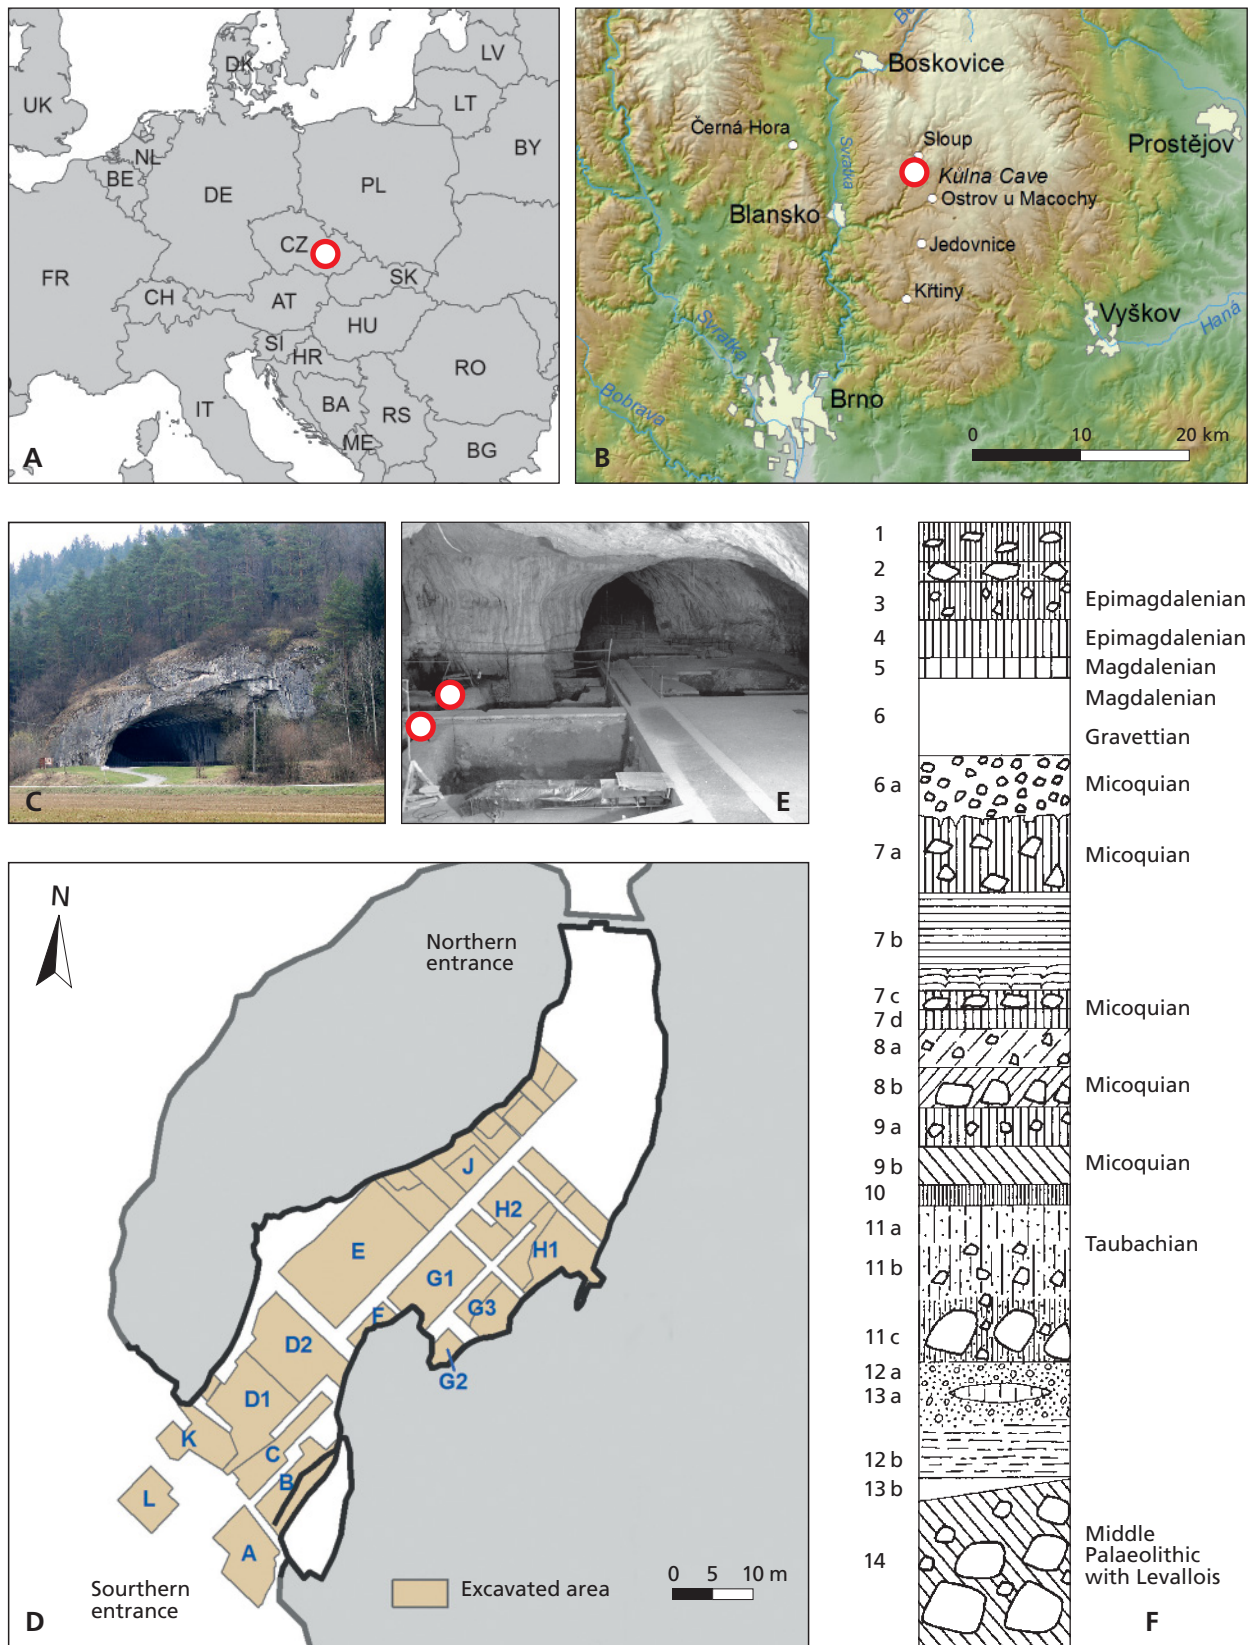 DK
LV
LT
UK
BY
NL
BE
DE
PL
CZ
FR
SK
CH
AT
HU
SI
HR
RO
IT
BA
RS
ME
BG
A
Boskovice
Černá Hora
Sloup
Prostějov
Svratka
Kůlna Cave
Ostrov u Macochy
Blansko
Jedovnice
Křtiny
Vyškov
Haná
Svratka
Bobrava
Brno
0 10 20 km
B
C
E
1
2
3 Epimagdalenian
4 Epimagdalenian
5 Magdalenian
Magdalenian
6
Gravettian
6 a Micoquian
7 a Micoquian
7 b
7 c
Micoquian
7 d
8 a
8 b Micoquian
9 a
9 b Micoquian
10
11 a
Taubachian
11 b
11 c
12 a
13 a
12 b
13 b
14
Middle
Palaeolithic
with Levallois
F
N
Northern
entrance
J
H2
E
H1
G1
G3
F
D2
G2
D1
K
C
B
L
A
Sourthern
entrance
Excavated area
0 5 10 m
D